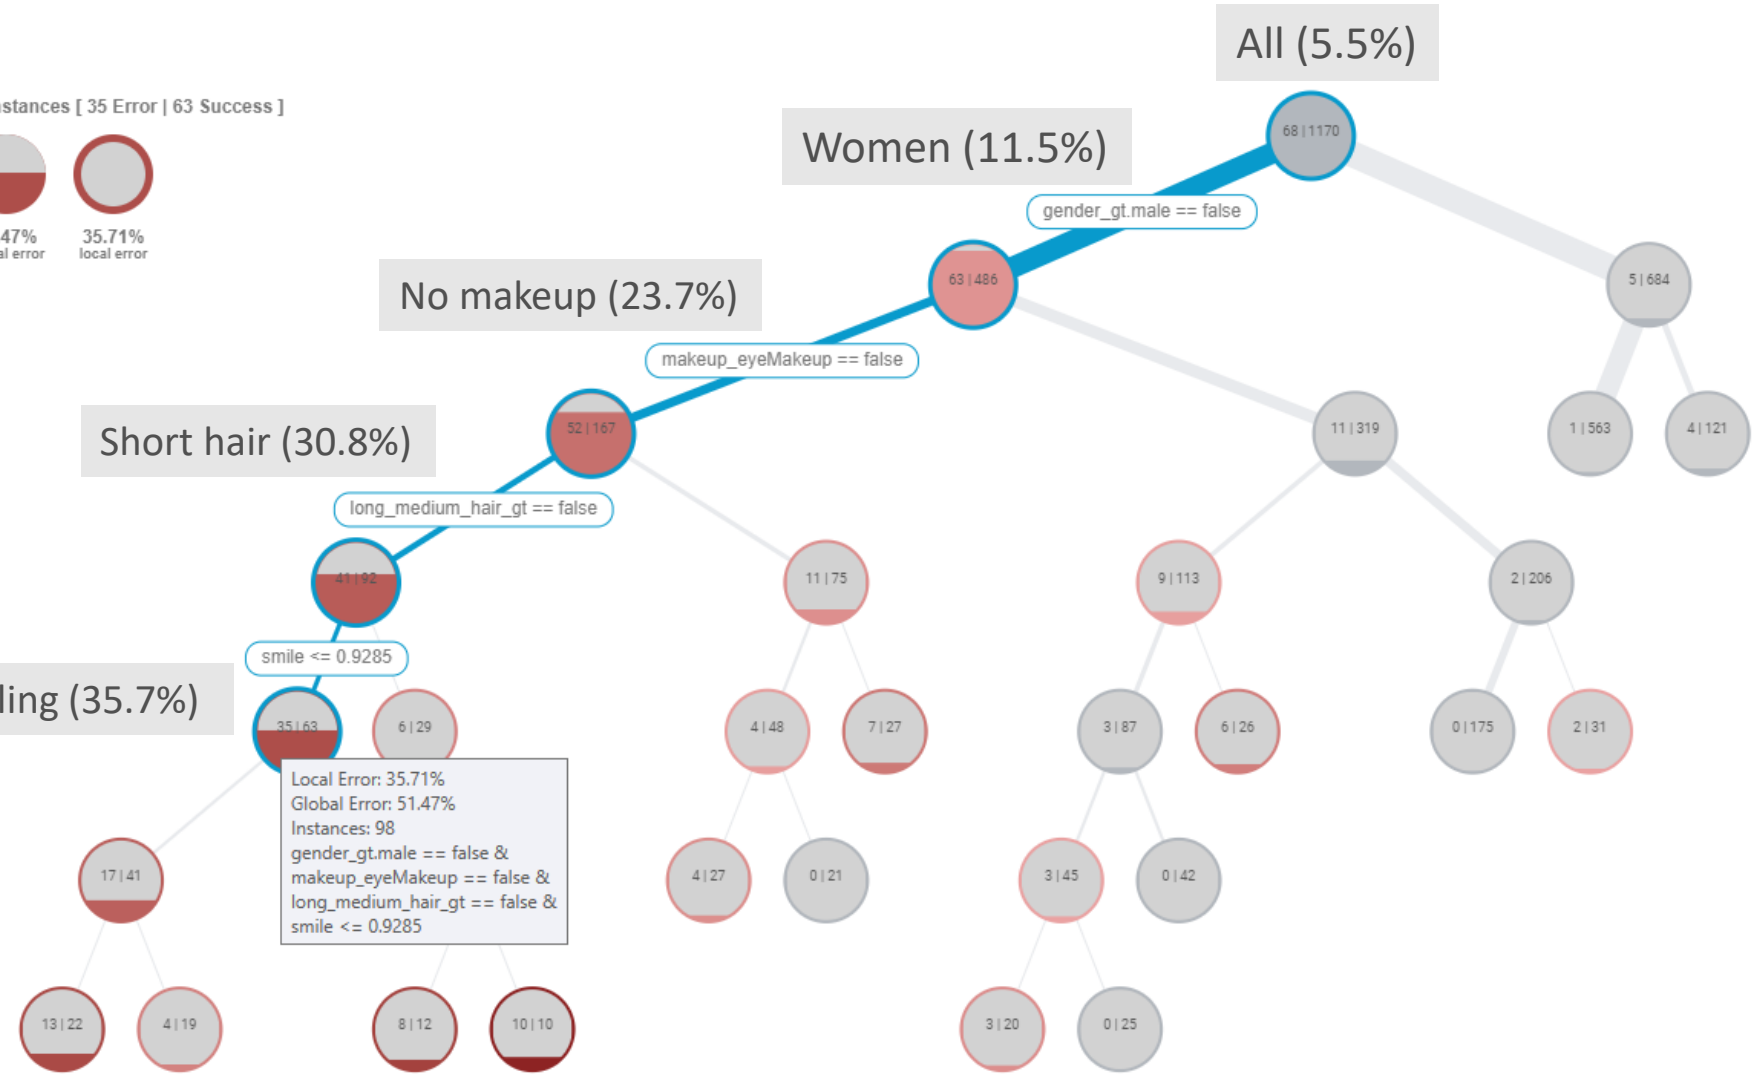 All (5.5%)
nstances [ 35 Error | 63 Success ]
68 | 1170
Women (11.5%)
gender_gt.male == false
.47%
35.71%
al error
local error
63 | 486
5 | 684
No makeup (23.7%)
makeup_eyeMakeup == false
52 | 167
11 | 319
1 | 563
4 | 121
Short hair (30.8%)
long_medium_hair_gt == false
41 | 92
11 | 75
9 | 113
2 | 206
smile <= 0.9285
ling (35.7%)
35 | 63
6 | 29
4 | 48
7 | 27
3 | 87
6 | 26
0 | 175
2 | 31
Local Error: 35.71%
Global Error: 51.47%
Instances: 98
gender_gt.male == false &
makeup_eyeMakeup == false &
long_medium_hair_gt == false &
smile <= 0.9285
17 | 41
4 | 27
0 | 21
3 | 45
0 | 42
13 | 22
4 | 19
8 | 12
10 | 10
3 | 20
0 | 25